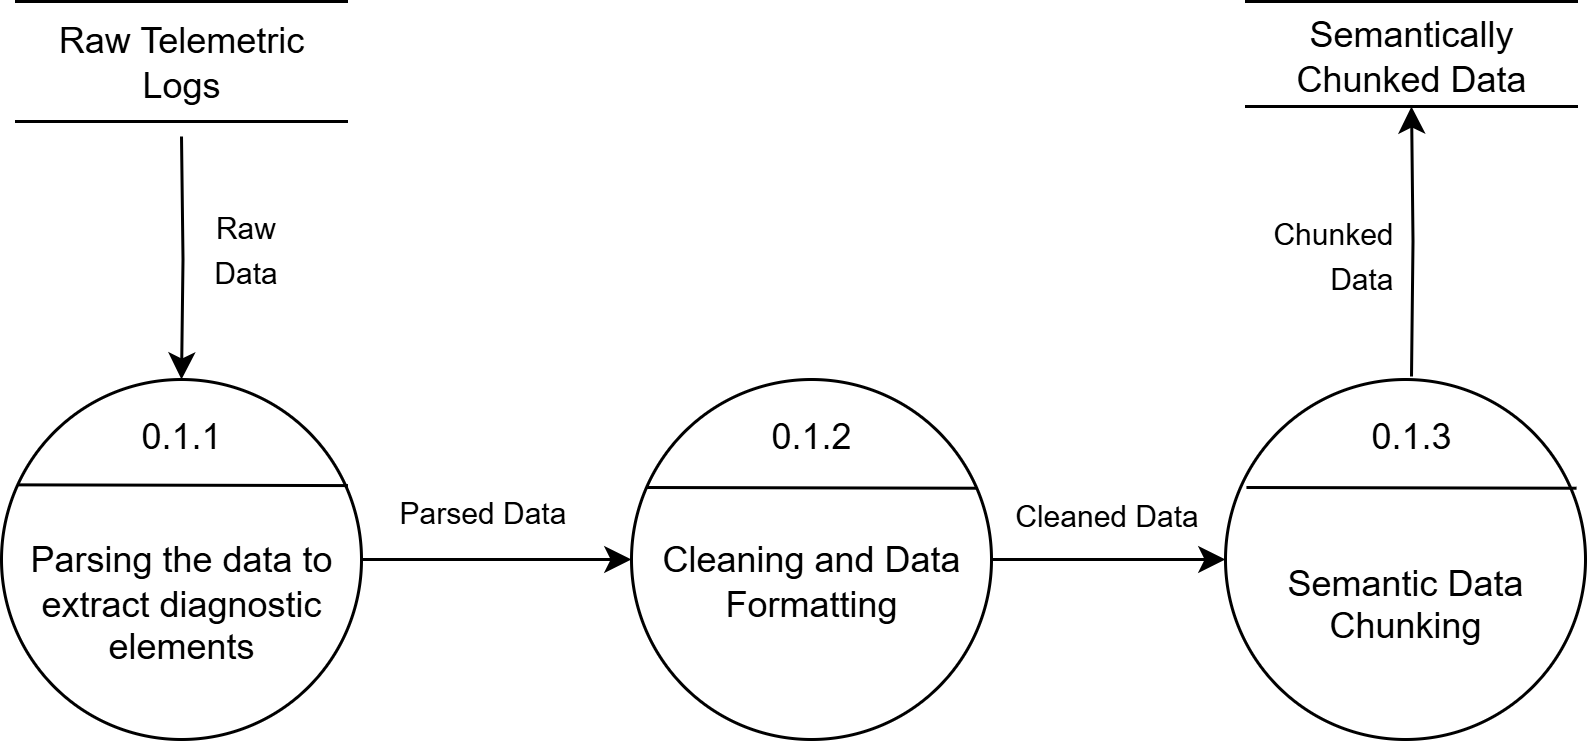 Raw Telemetric
Logs
Semantically
Chunked Data
Raw
Data
Chunked
Data
0.1.1
0.1.2
0.1.3
Parsed Data
Cleaned Data
Parsing the data to
extract diagnostic
elements
Cleaning and Data
Formatting
Semantic Data
Chunking